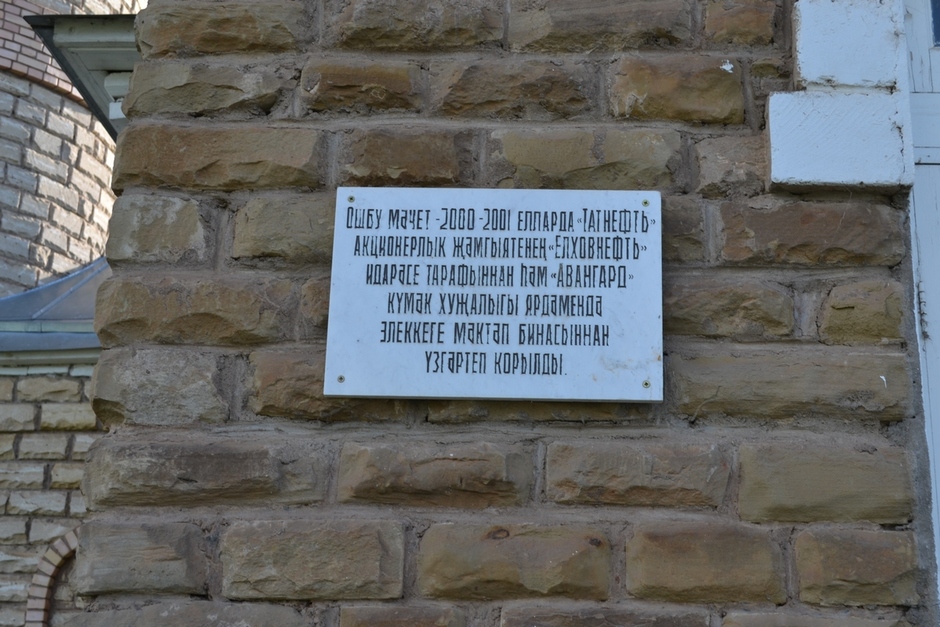 ОШБУ МӘЧЕТ -2000 -2001 ЕЛЛАРДА «ТАТНЕФТЬ»
АКЦИОНЕРЛЫК ҖӘМГЫЯТЕНЕҢ «ЕЛХОВНЕФТЬ»
ИДАРӘСЕ ТАРАФЫННАН ҺӘМ «АВАНГАРД»
КҮМӘК ХУҖАЛЫГЫ ЯРДӘМЕНДӘ
ЭЛЕККЕГЕ МӘКТӘП БИНАСЫННАН
ҮЗГӘРТЕП КОРЫЛДЫ.